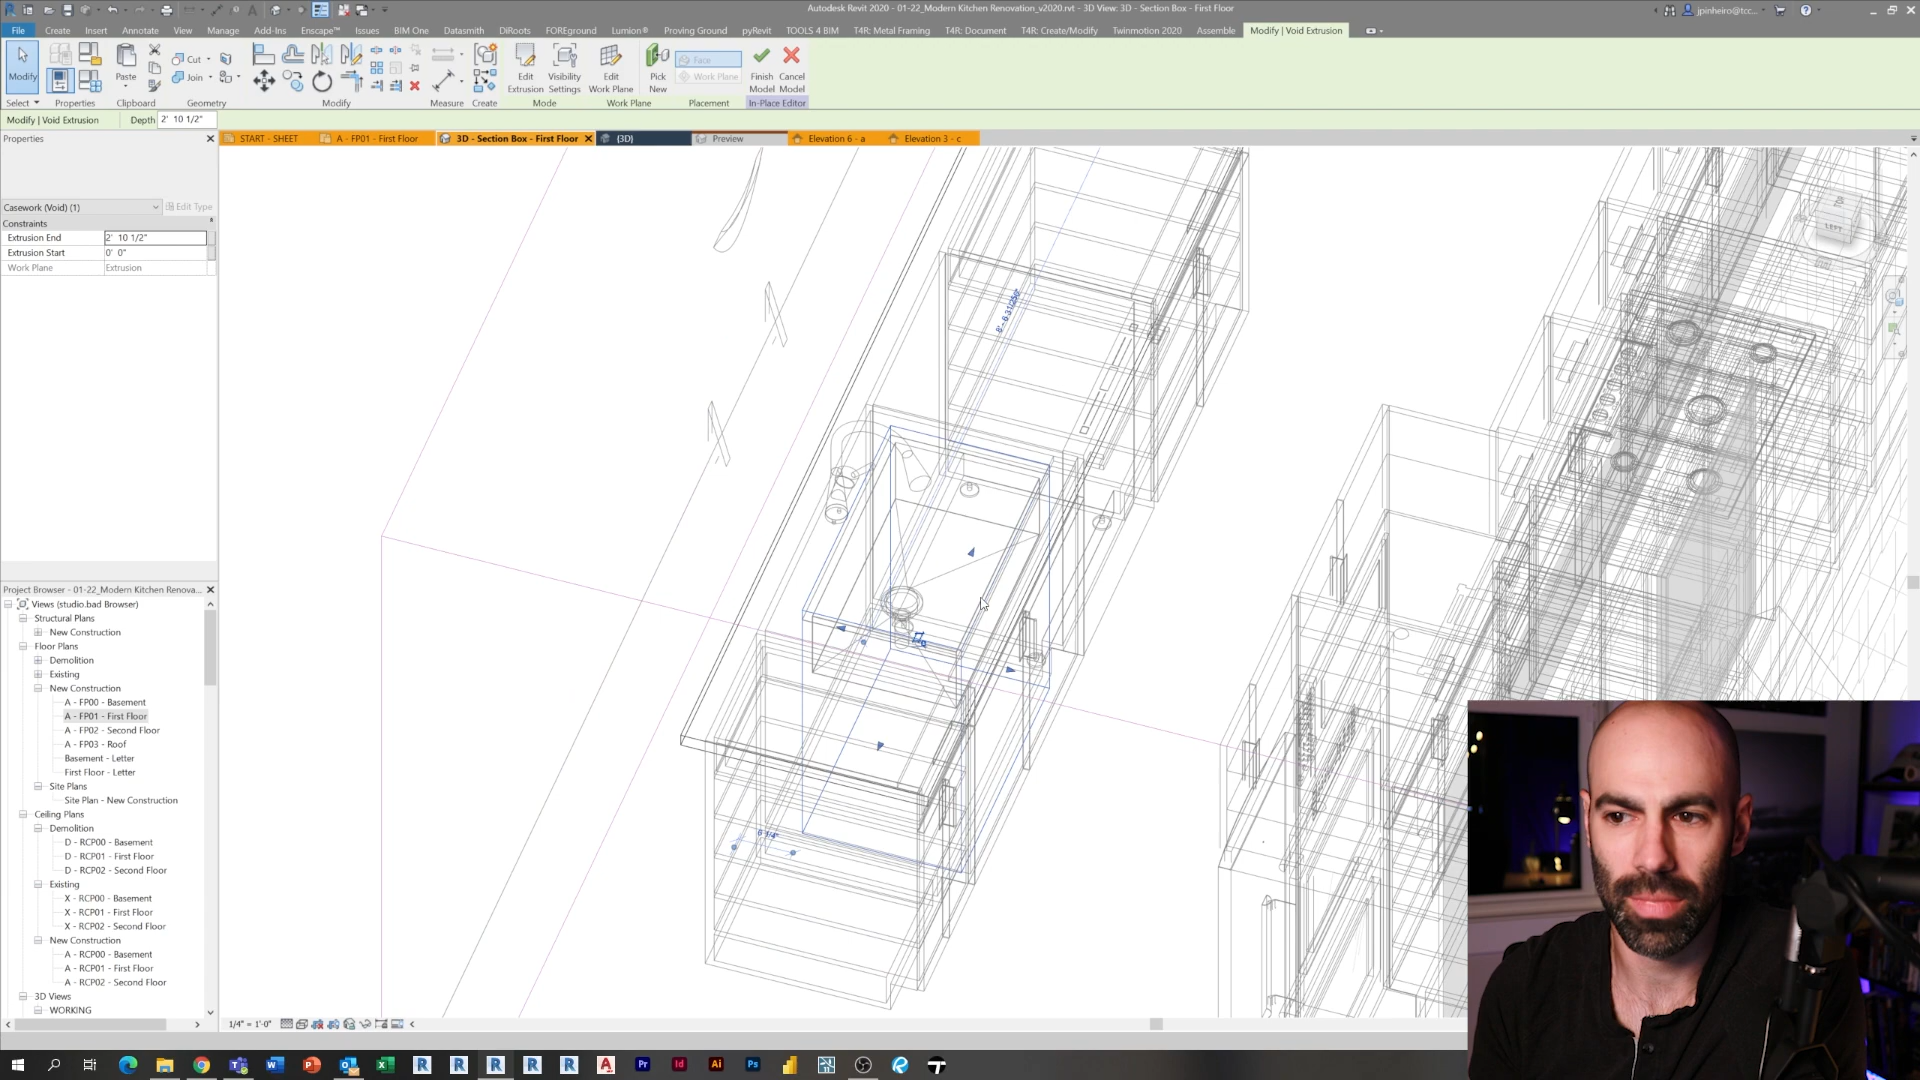 Autodesk Revit 2020 - 01-22_Modern Kitchen Renovation_v2020.rvt - 3D View: 3D - Section Box - First Floor
jpinheiro@tcc...
File Create Insert Architecture Annotate View Manage Add-Ins Enscape™ Issues BIM One Datasmith DiRoots FOREground Lumion® Proving Ground pyRevit TOOLS 4 BIM T4R: Metal Framing T4R: Document T4R: Create/Modify Twinmotion 2020 Assemble Modify | Void Extrusion
Modify
Paste
Cut
Join
Edit Extrusion
Visibility Settings
Edit Work Plane
Pick New
Face
Work Plane
Finish Model
Cancel Model
Select Properties Clipboard Geometry Modify Measure Create Mode Work Plane Placement In-Place Editor
Modify | Void Extrusion Depth 2' 10 1/2"
Properties
START - SHEET A - FP01 - First Floor 3D - Section Box - First Floor {3D} Preview Elevation 6 - a Elevation 3 - c
Casework (Void) (1) Edit Type
Constraints
Extrusion End 2' 10 1/2"
Extrusion Start 0' 0"
Work Plane Extrusion
LEFT
6 1/4"
Project Browser - 01-22_Modern Kitchen Renova...
Views (studio.bad Browser)
Structural Plans
New Construction
Floor Plans
Demolition
Existing
New Construction
A - FP00 - Basement
A - FP01 - First Floor
A - FP02 - Second Floor
A - FP03 - Roof
Basement - Letter
First Floor - Letter
Site Plans
Site Plan - New Construction
Ceiling Plans
Demolition
D - RCP00 - Basement
D - RCP01 - First Floor
D - RCP02 - Second Floor
Existing
X - RCP00 - Basement
X - RCP01 - First Floor
X - RCP02 - Second Floor
New Construction
A - RCP00 - Basement
A - RCP01 - First Floor
A - RCP02 - Second Floor
3D Views
WORKING
1/4" = 1'-0"